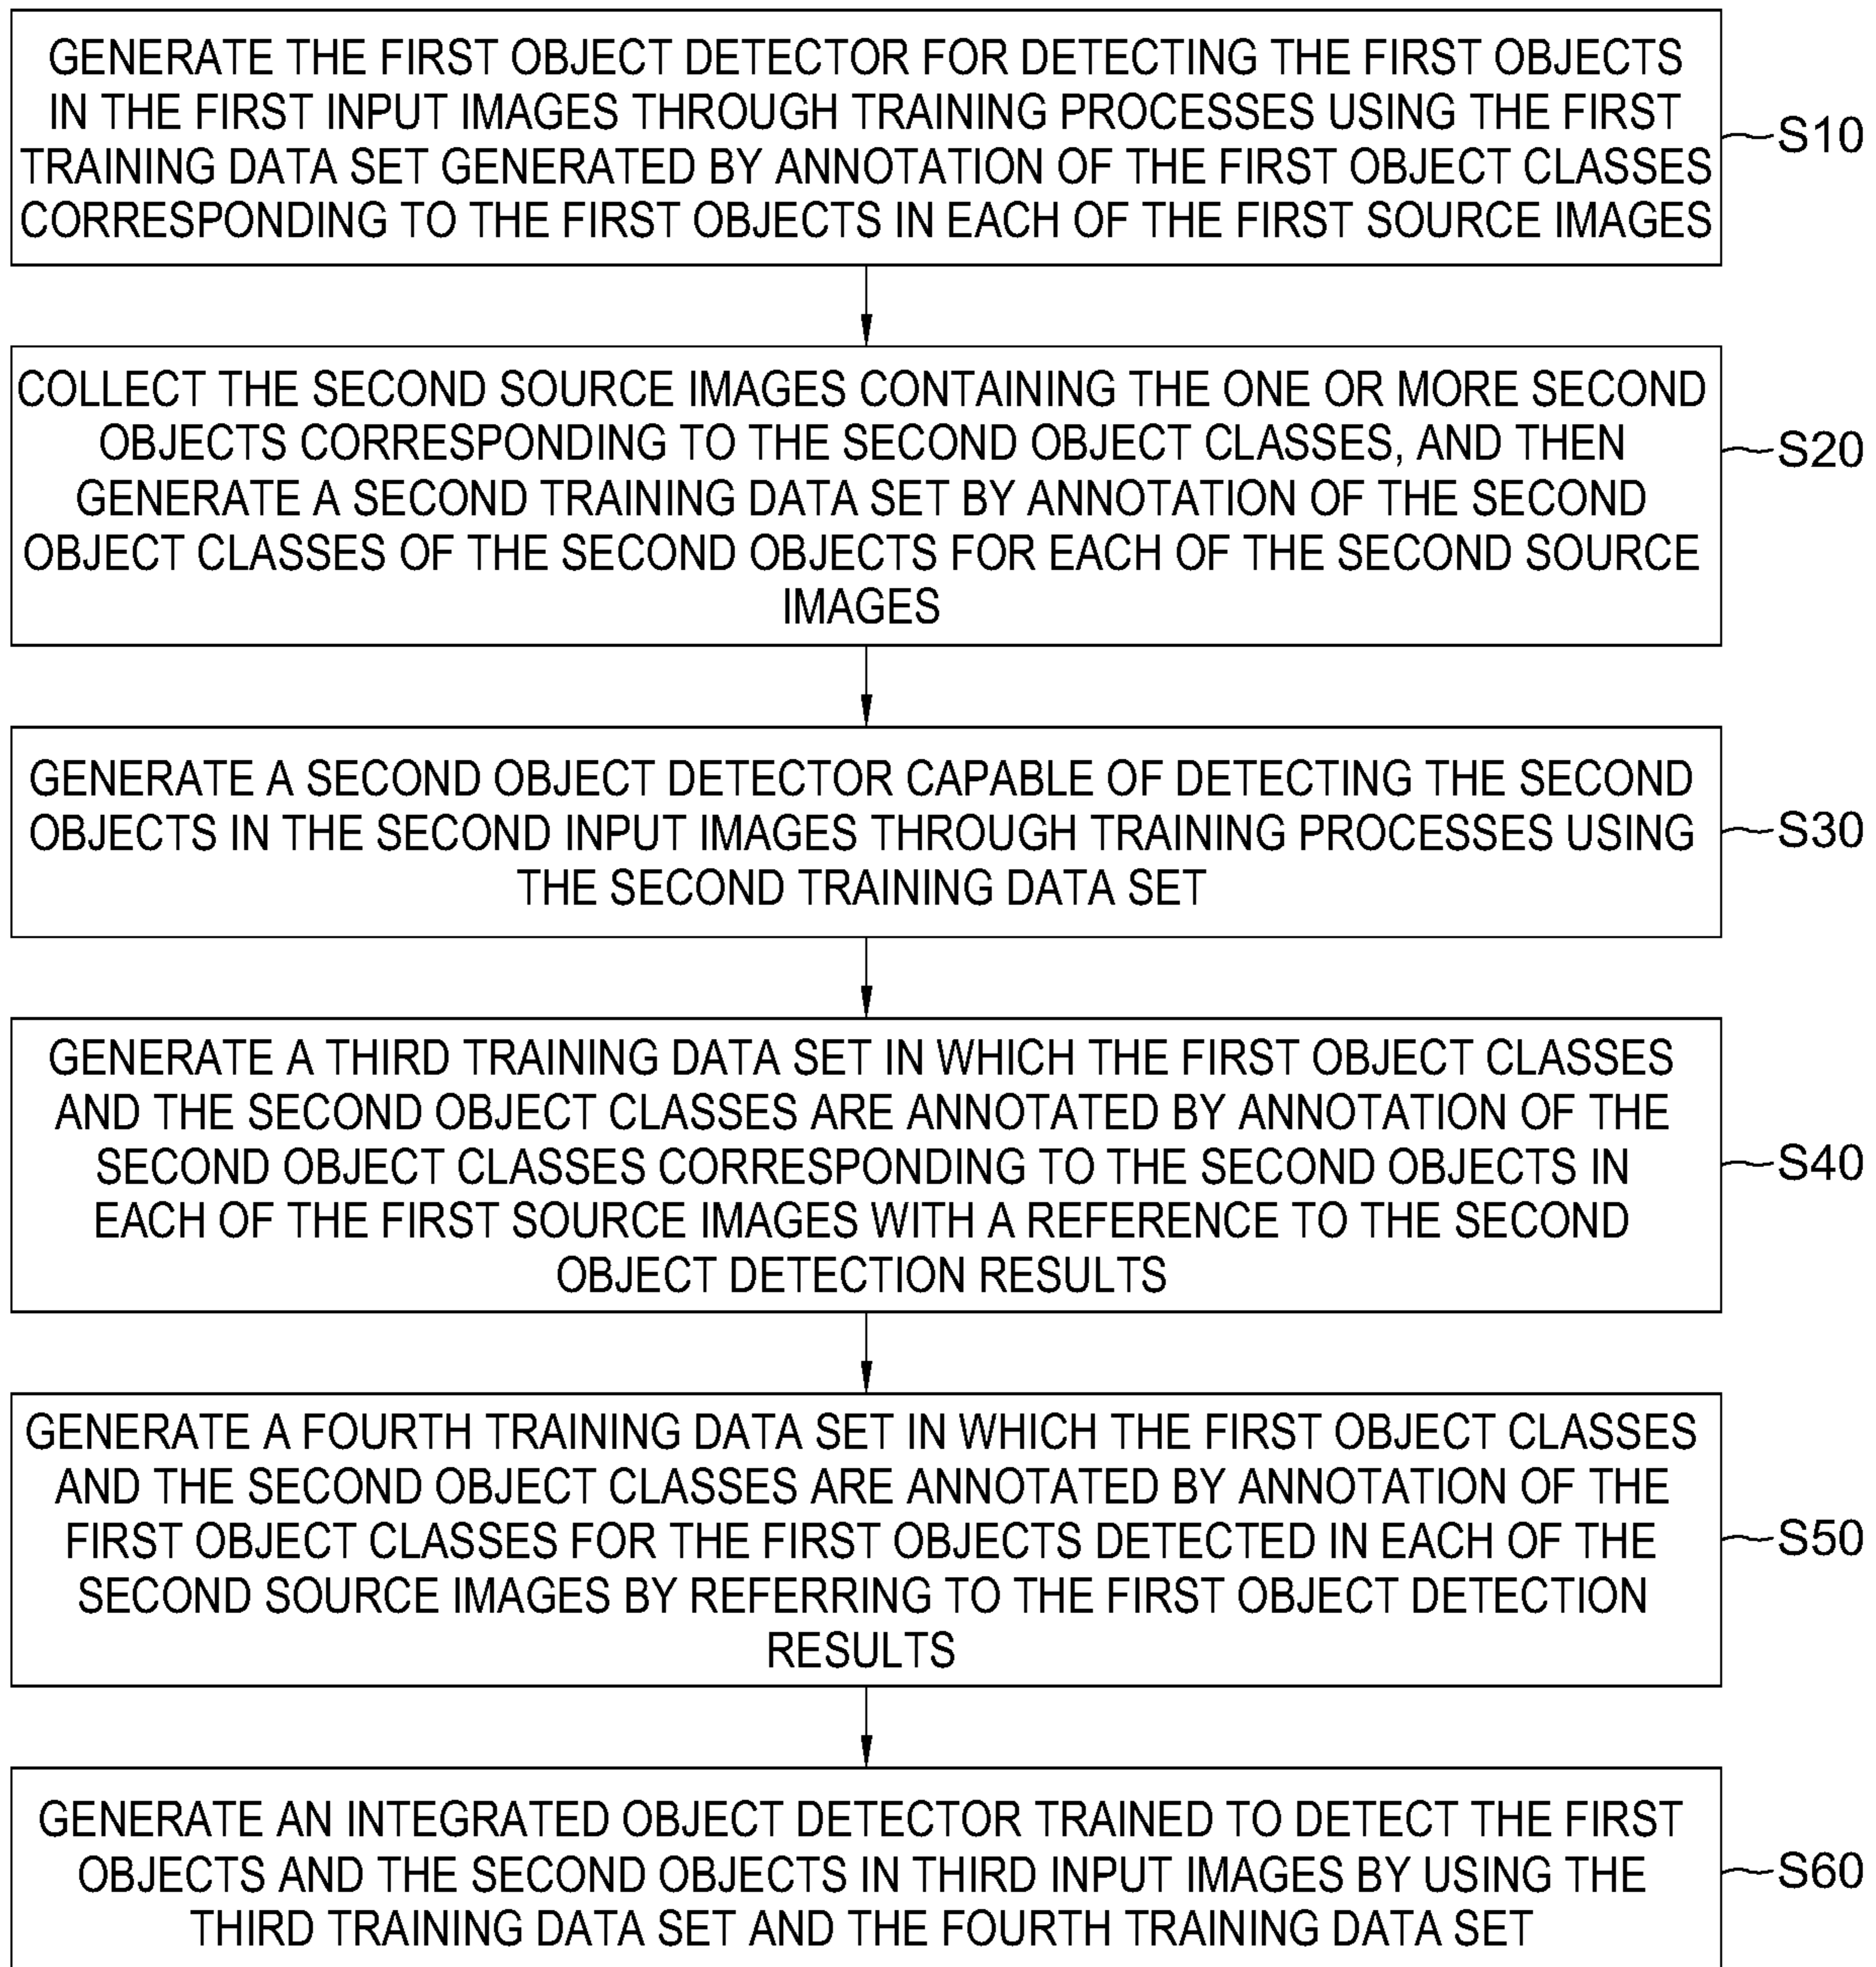 GENERATE THE FIRST OBJECT DETECTOR FOR DETECTING THE FIRST OBJECTS
IN THE FIRST INPUT IMAGES THROUGH TRAINING PROCESSES USING THE FIRST
TRAINING DATA SET GENERATED BY ANNOTATION OF THE FIRST OBJECT CLASSES
CORRESPONDING TO THE FIRST OBJECTS IN EACH OF THE FIRST SOURCE IMAGES
S10
COLLECT THE SECOND SOURCE IMAGES CONTAINING THE ONE OR MORE SECOND
OBJECTS CORRESPONDING TO THE SECOND OBJECT CLASSES, AND THEN
GENERATE A SECOND TRAINING DATA SET BY ANNOTATION OF THE SECOND
OBJECT CLASSES OF THE SECOND OBJECTS FOR EACH OF THE SECOND SOURCE
IMAGES
S20
GENERATE A SECOND OBJECT DETECTOR CAPABLE OF DETECTING THE SECOND
OBJECTS IN THE SECOND INPUT IMAGES THROUGH TRAINING PROCESSES USING
THE SECOND TRAINING DATA SET
S30
GENERATE A THIRD TRAINING DATA SET IN WHICH THE FIRST OBJECT CLASSES
AND THE SECOND OBJECT CLASSES ARE ANNOTATED BY ANNOTATION OF THE
SECOND OBJECT CLASSES CORRESPONDING TO THE SECOND OBJECTS IN
EACH OF THE FIRST SOURCE IMAGES WITH A REFERENCE TO THE SECOND
OBJECT DETECTION RESULTS
S40
GENERATE A FOURTH TRAINING DATA SET IN WHICH THE FIRST OBJECT CLASSES
AND THE SECOND OBJECT CLASSES ARE ANNOTATED BY ANNOTATION OF THE
FIRST OBJECT CLASSES FOR THE FIRST OBJECTS DETECTED IN EACH OF THE
SECOND SOURCE IMAGES BY REFERRING TO THE FIRST OBJECT DETECTION
RESULTS
S50
GENERATE AN INTEGRATED OBJECT DETECTOR TRAINED TO DETECT THE FIRST
OBJECTS AND THE SECOND OBJECTS IN THIRD INPUT IMAGES BY USING THE
THIRD TRAINING DATA SET AND THE FOURTH TRAINING DATA SET
S60